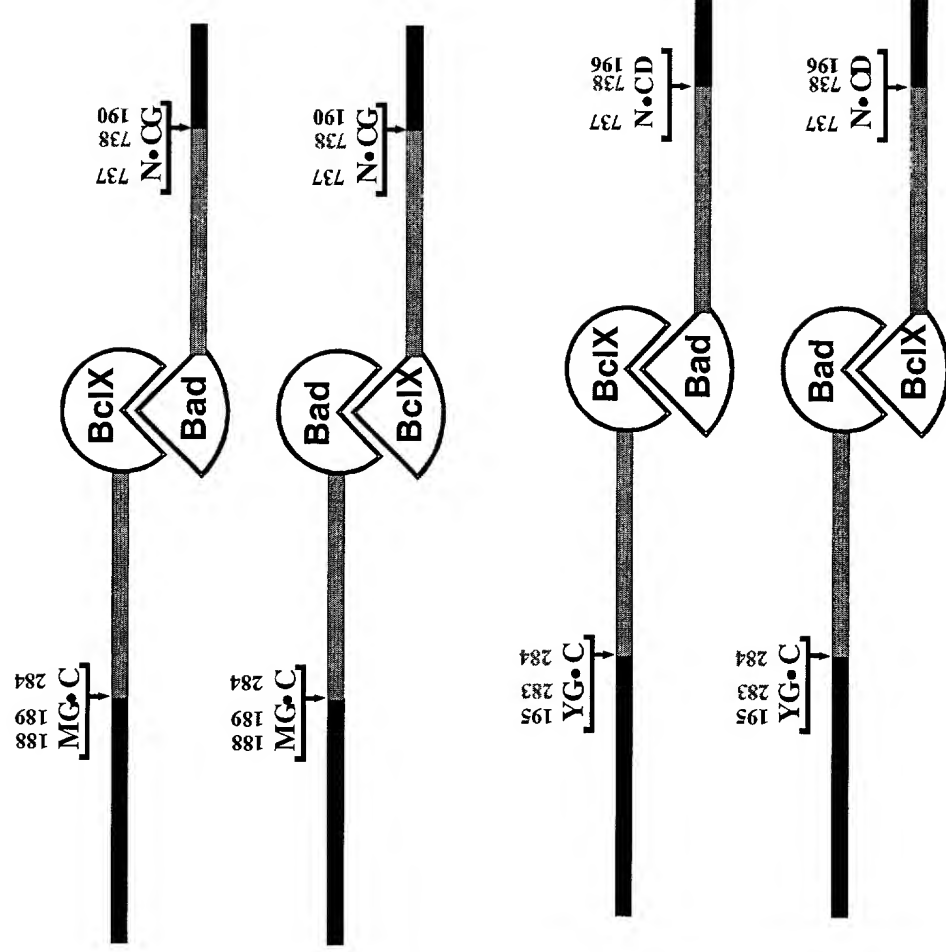 188 189 284
MG•C
BclX
Bad
737 738 190
N•CG
188 189 284
MG•C
Bad
BclX
737 738 190
N•CG
195 283 284
YG•C
BclX
Bad
737 738 196
N•CD
195 283 284
YG•C
Bad
BclX
737 738 196
N•CD